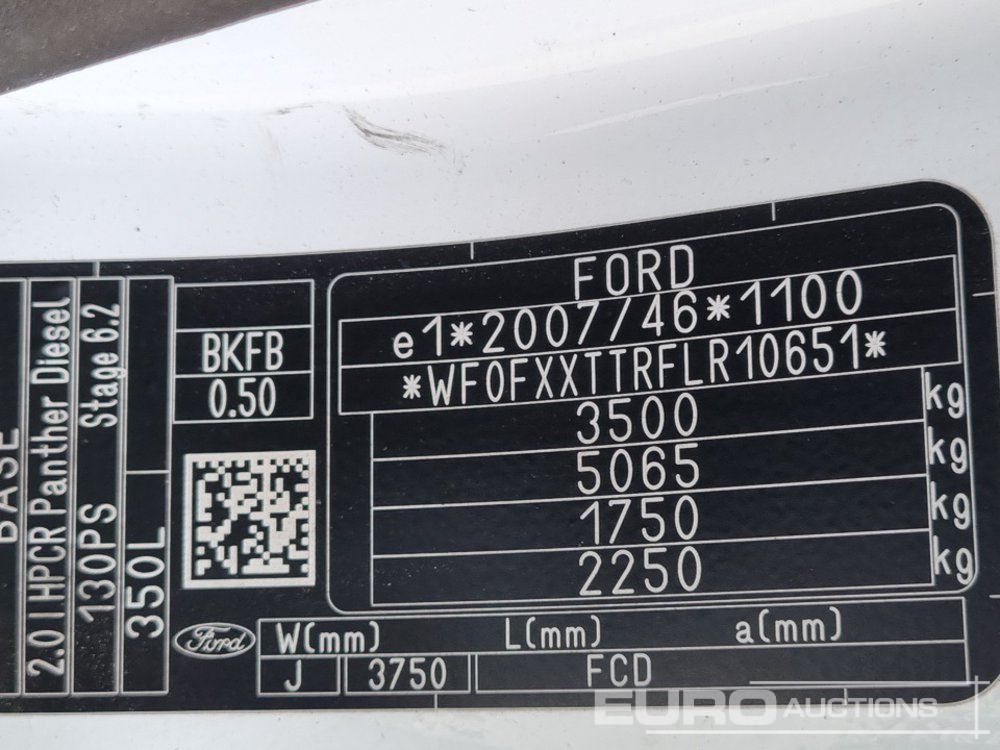 BASE
2.0 l HPCR Panther Diesel
130PS Stage 6.2
350L
BKFB
0.50
FORD
e1*2007/46*1100
*WF0FXXTTRFLR10651*
3500 kg
5065 kg
1750 kg
2250 kg
Ford
W(mm) L(mm) a(mm)
J 3750 FCD
EURO AUCTIONS